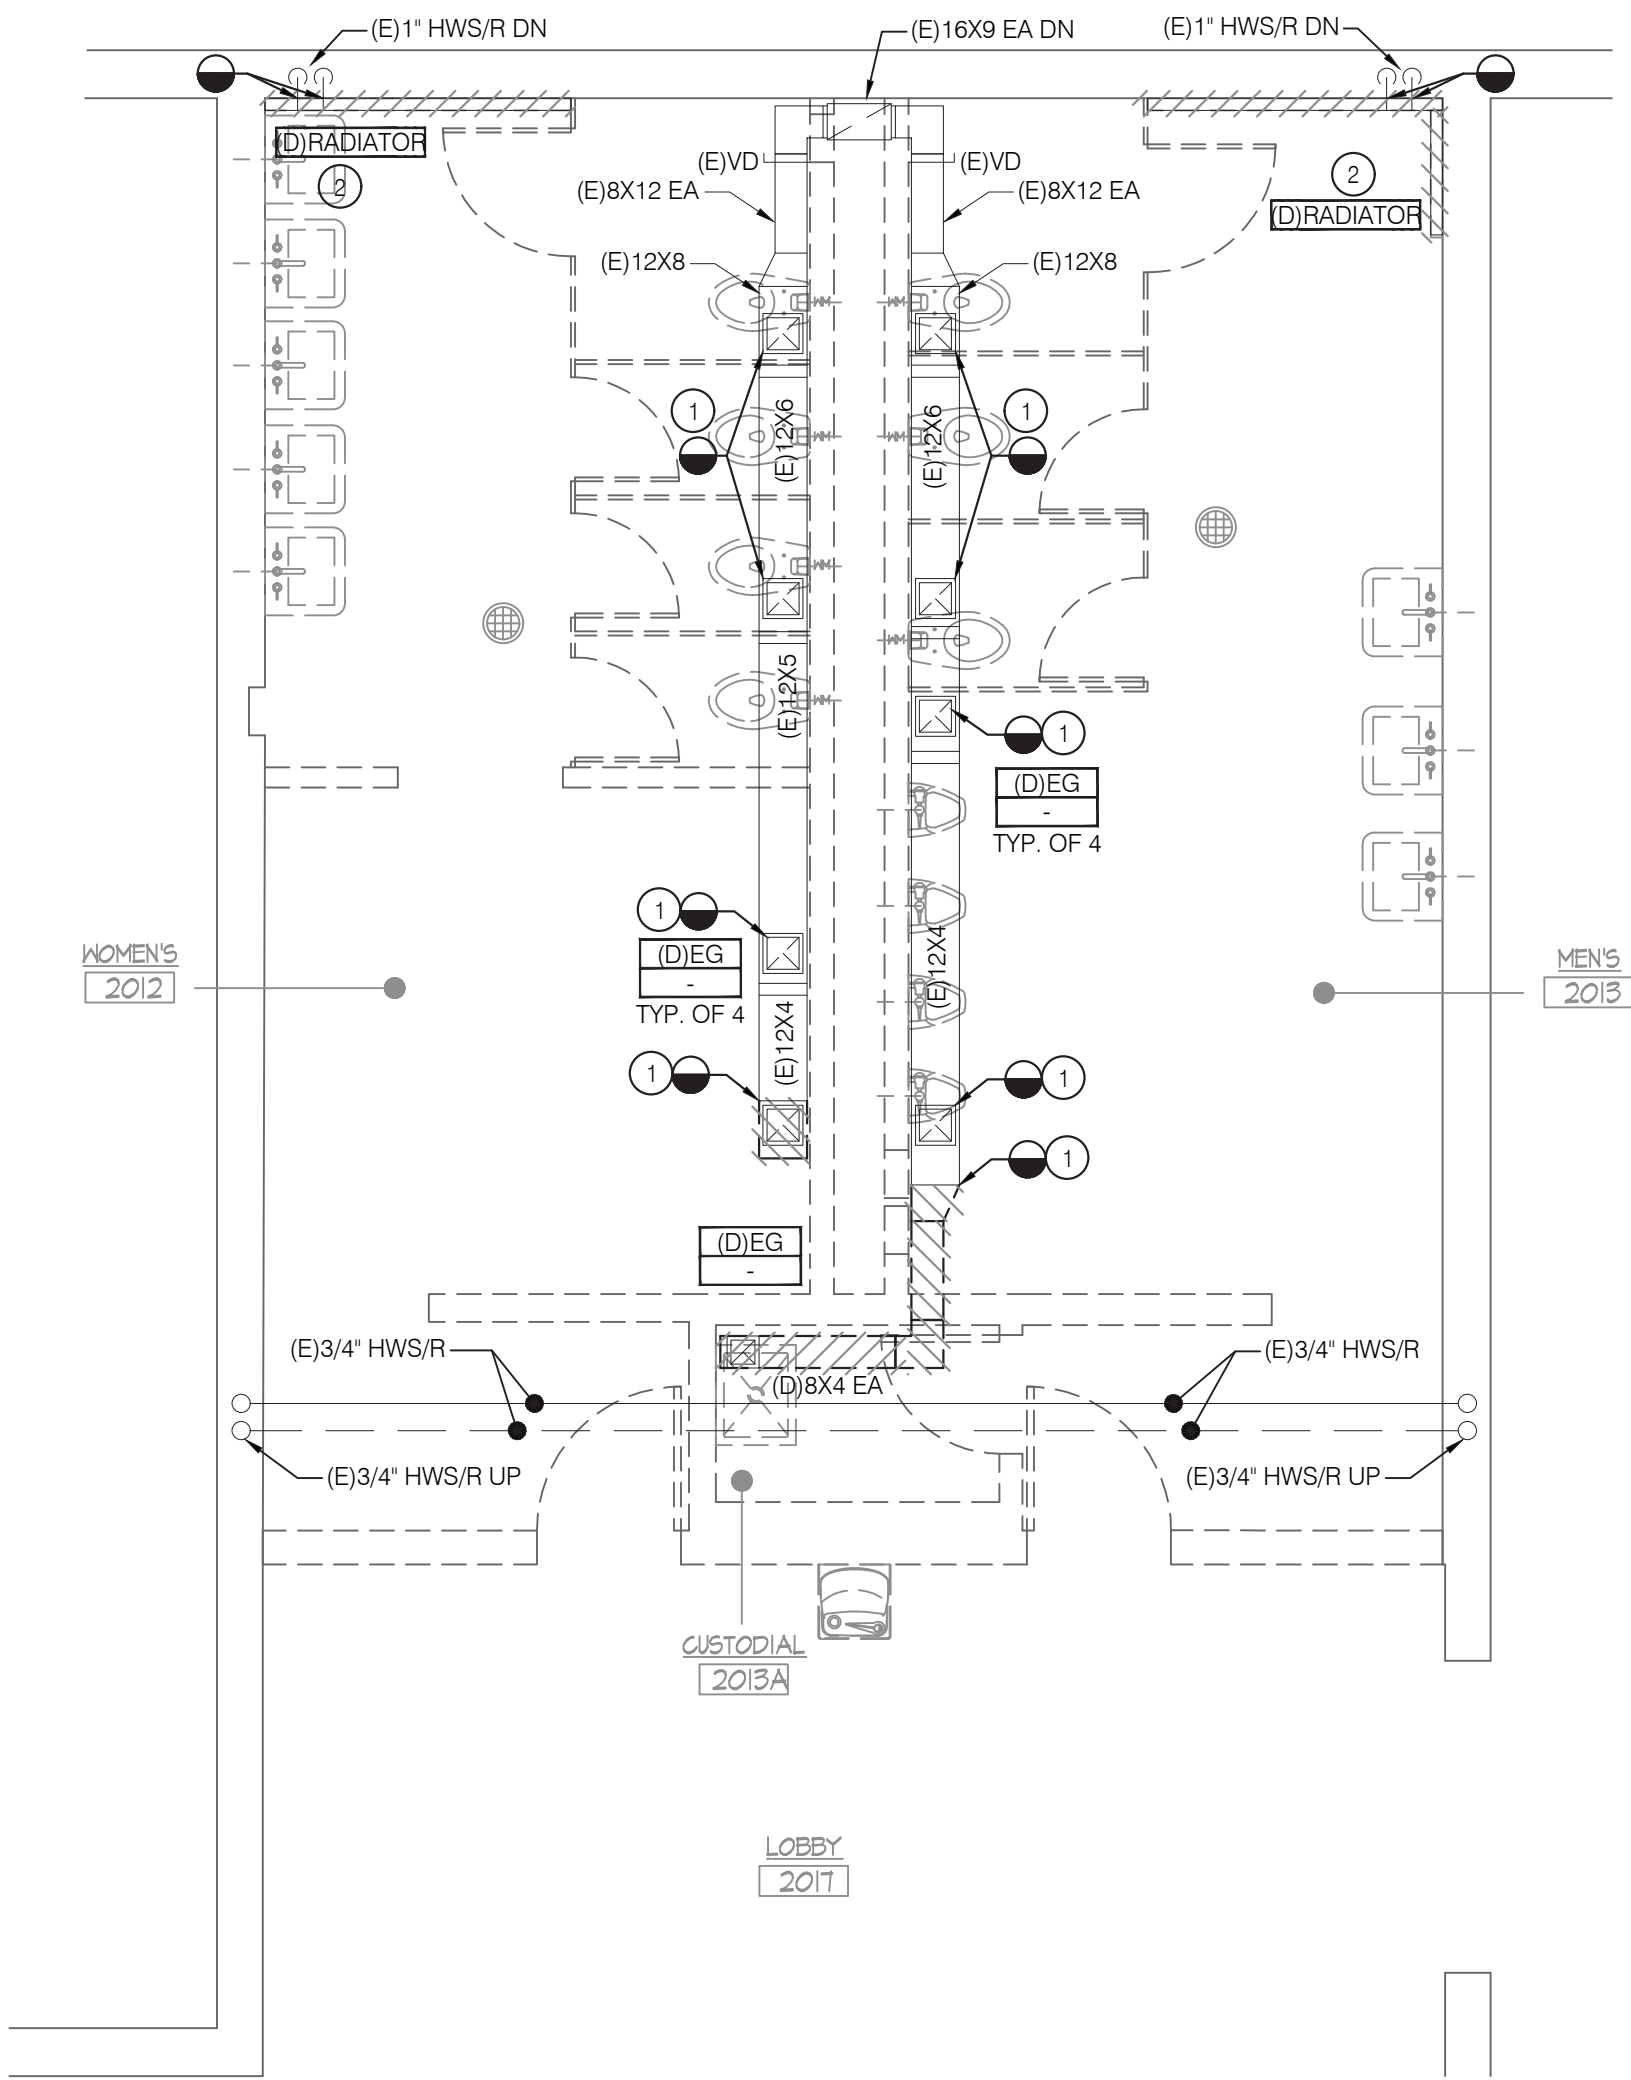 (E)1" HWS/R DN
(E)16X9 EA DN
(E)1" HWS/R DN
(D)RADIATOR
2
(E)VD
(E)VD
2
(D)RADIATOR
(E)8X12 EA
(E)8X12 EA
(E)12X8
(E)12X8
1
(E)12X6
(E)12X6
1
(E)12X5
1
(D)EG
-
TYP. OF 4
1
(D)EG
-
TYP. OF 4
(E)12X4
(E)12X4
WOMEN'S
2012
MEN'S
2013
1
1
1
(D)EG
-
(E)3/4" HWS/R
(E)3/4" HWS/R
(D)8X4 EA
(E)3/4" HWS/R UP
(E)3/4" HWS/R UP
CUSTODIAL
2013A
LOBBY
2017